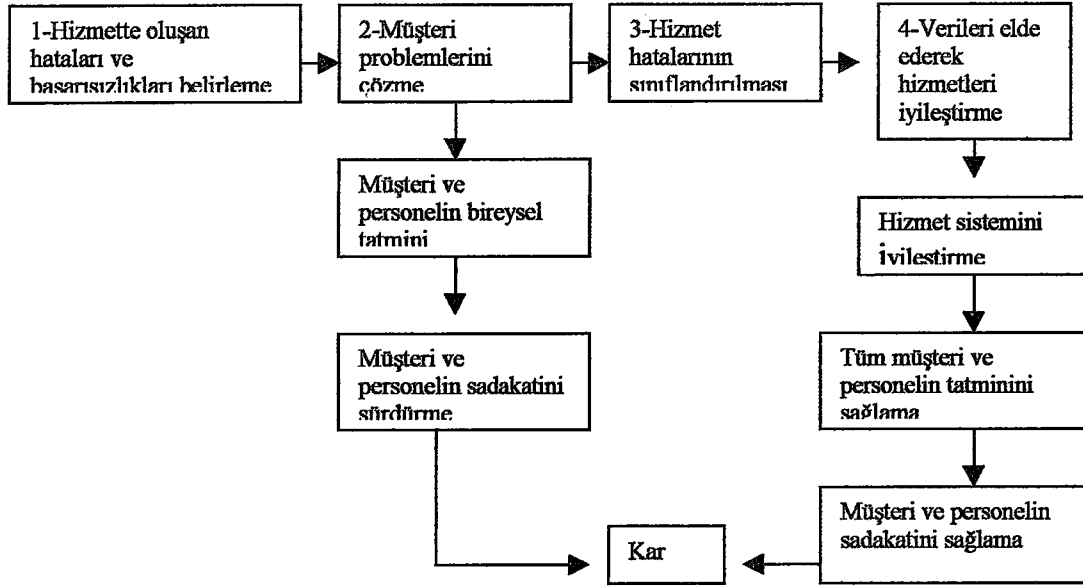 1-Hizmette oluşan
hataları ve
başarısızlıkları belirleme
2-Müşteri
problemlerini
çözme
3-Hizmet
hatalarının
sınıflandırılması
4-Verileri elde
ederek
hizmetleri
iyileştirme
Müşteri ve
personelin bireysel
tatmini
Hizmet sistemini
İyileştirme
Müşteri ve
personelin sadakatini
sürdürme
Tüm müşteri ve
personelin tatminini
sağlama
Müşteri ve personelin
sadakatini sağlama
Kar